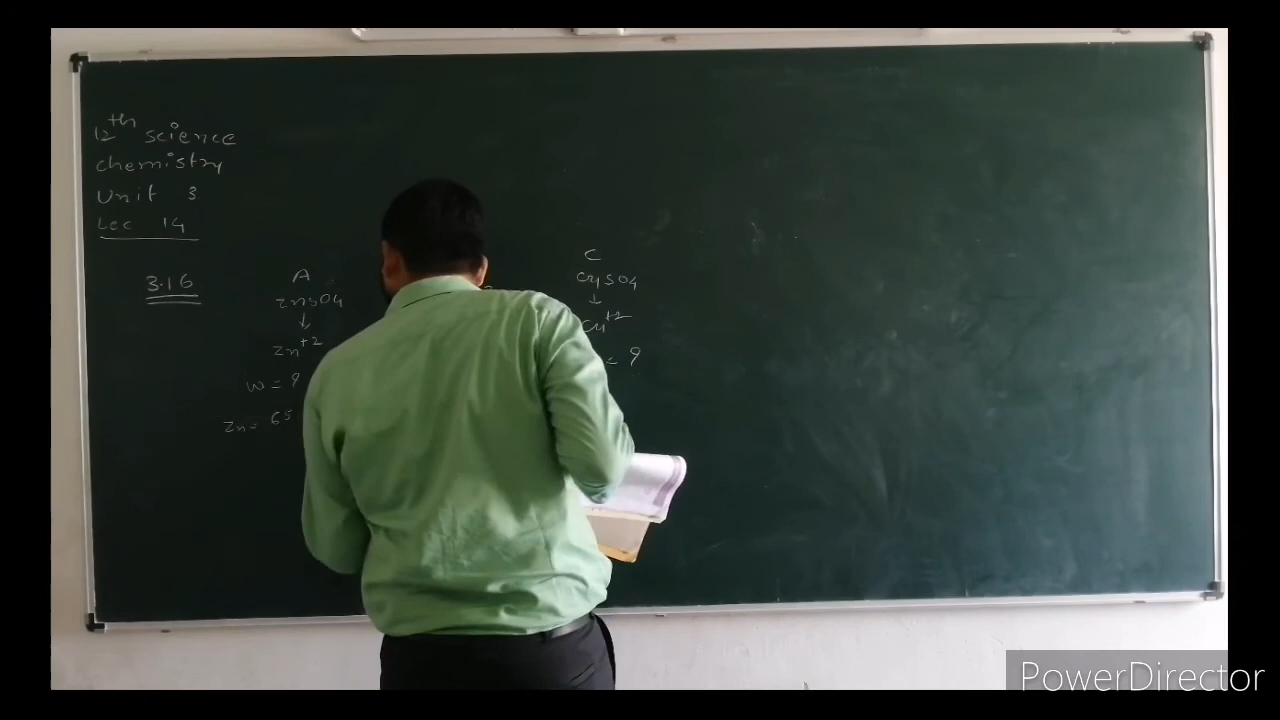 12th science
chemistry
Unit 3
Lec 14
3.16
A
ZnSO4
↓
Zn+2
W = ?
Zn = 65
C
CuSO4
↓
Cu+2
= ?
PowerDirector